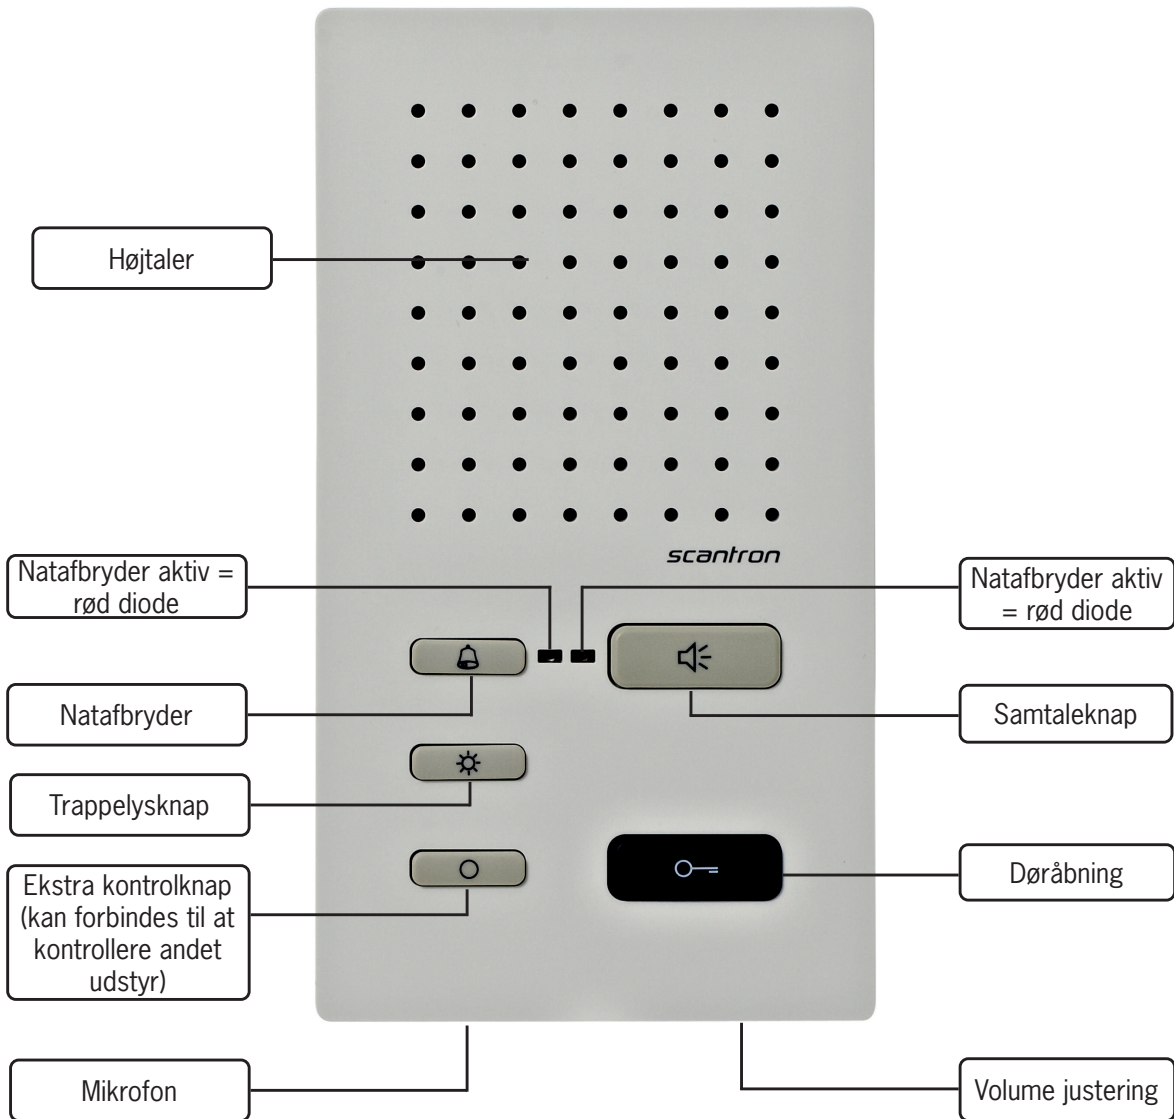 Højtaler
scantron
Natafbryder aktiv =
rød diode
Natafbryder aktiv
= rød diode
Natafbryder
Samtaleknap
Trappelysknap
Ekstra kontrolknap
(kan forbindes til at
kontrollere andet
udstyr)
Døråbning
Mikrofon
Volume justering